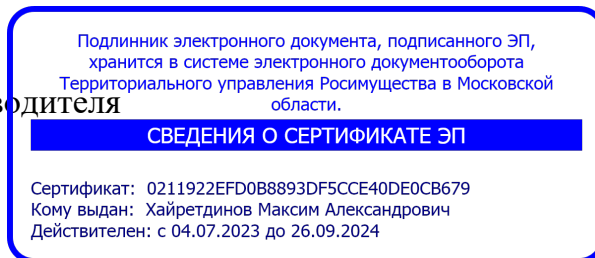 Подлинник электронного документа, подписанного ЭП,
хранится в системе электронного документооборота
Территориального управления Росимущества в Московской
области.
водителя
СВЕДЕНИЯ О СЕРТИФИКАТЕ ЭП
Сертификат: 0211922EFD0B8893DF5CCE40DE0CB679
Кому выдан: Хайретдинов Максим Александрович
Действителен: с 04.07.2023 до 26.09.2024